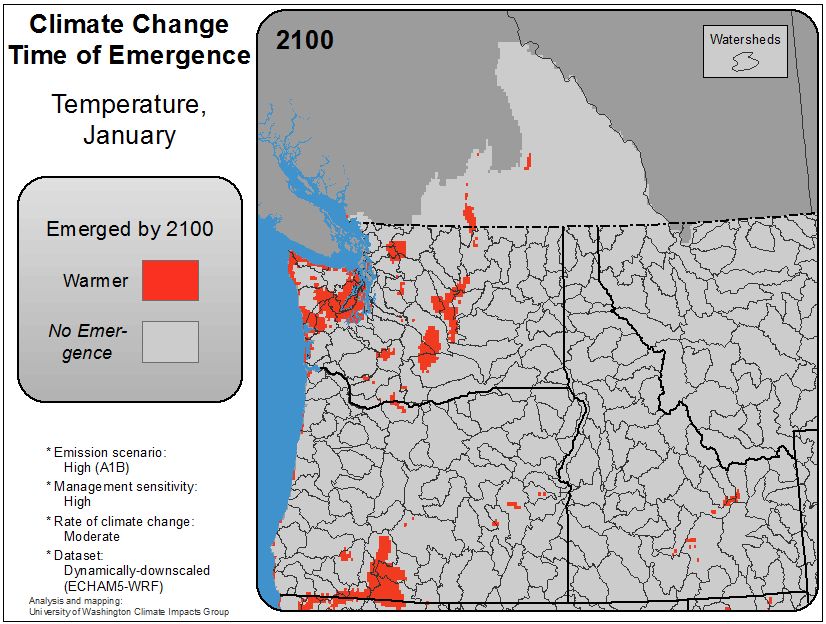 Climate Change
Time of Emergence
Temperature,
January
Emerged by 2100
Warmer
No Emer-
gence
* Emission scenario:
High (A1B)
* Management sensitivity:
High
* Rate of climate change:
Moderate
* Dataset:
Dynamically-downscaled
(ECHAM5-WRF)
Analysis and mapping:
University of Washington Climate Impacts Group
2100
Watersheds